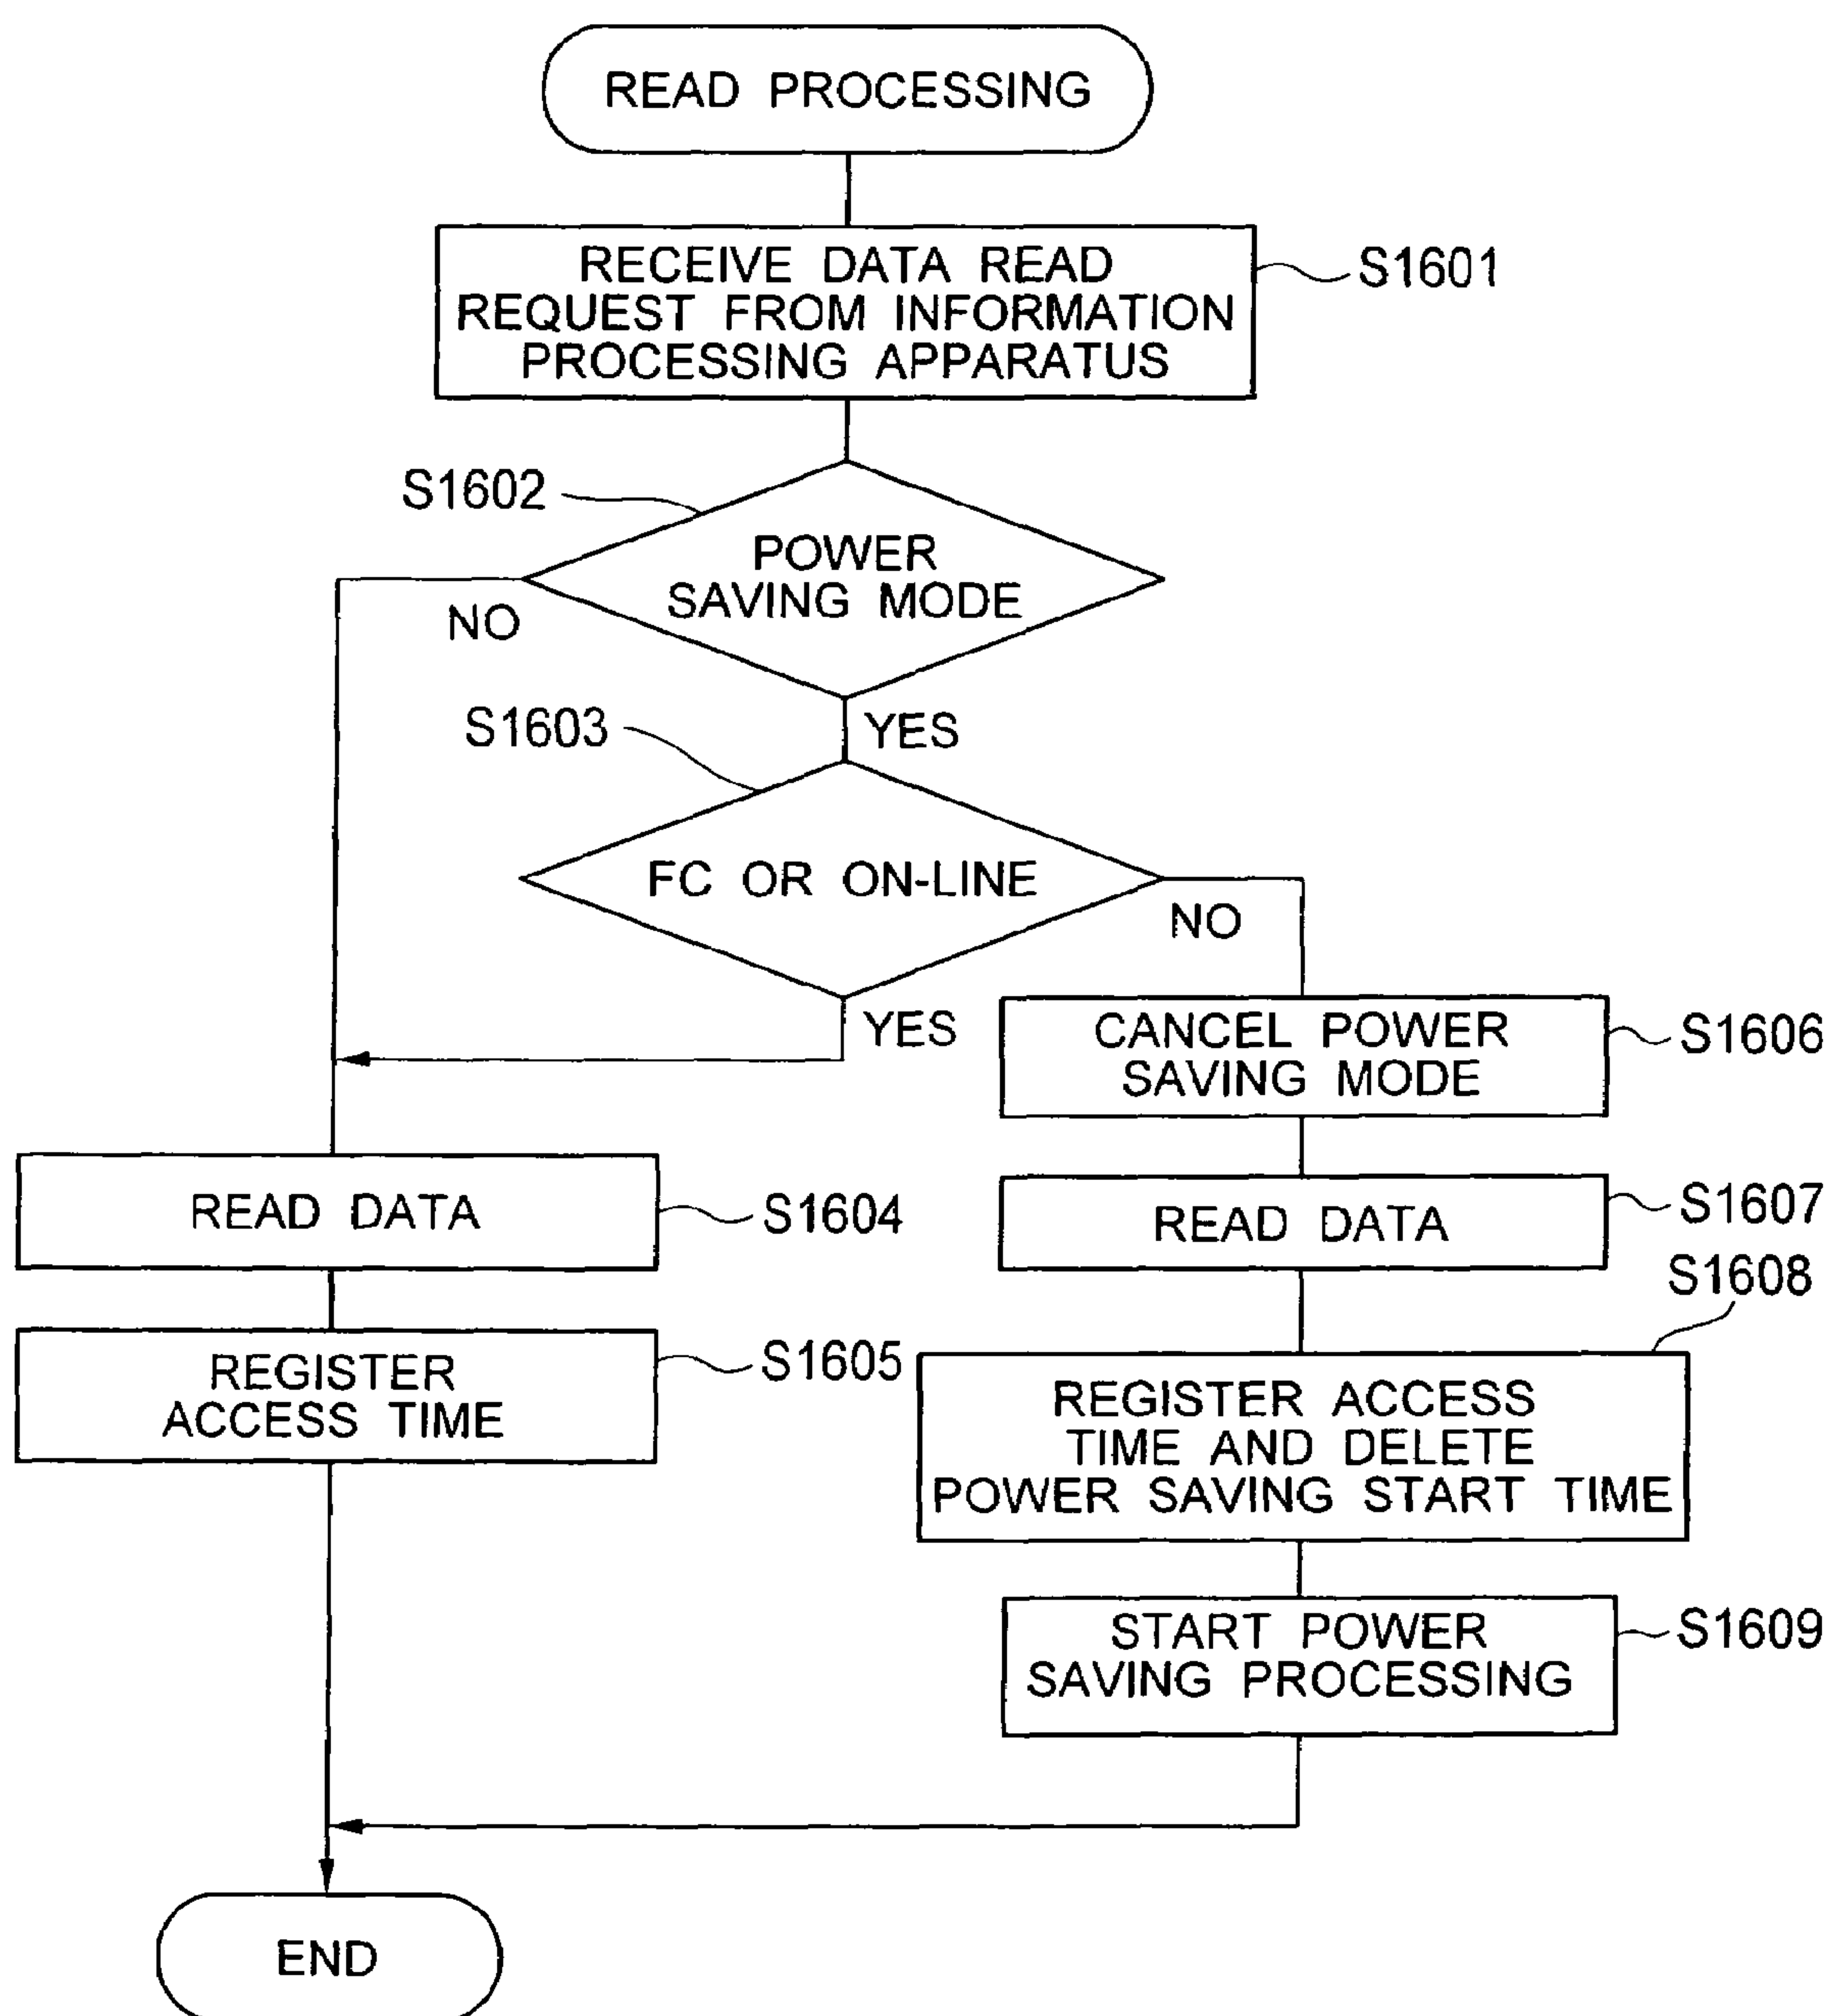 READ PROCESSING
RECEIVE DATA READ
REQUEST FROM INFORMATION
PROCESSING APPARATUS
S1601
S1602
POWER
SAVING MODE
NO
YES
S1603
FC OR ON-LINE
NO
YES
CANCEL POWER
SAVING MODE
S1606
READ DATA
S1604
READ DATA
S1607
S1608
REGISTER
ACCESS TIME
S1605
REGISTER ACCESS
TIME AND DELETE
POWER SAVING START TIME
START POWER
SAVING PROCESSING
S1609
END